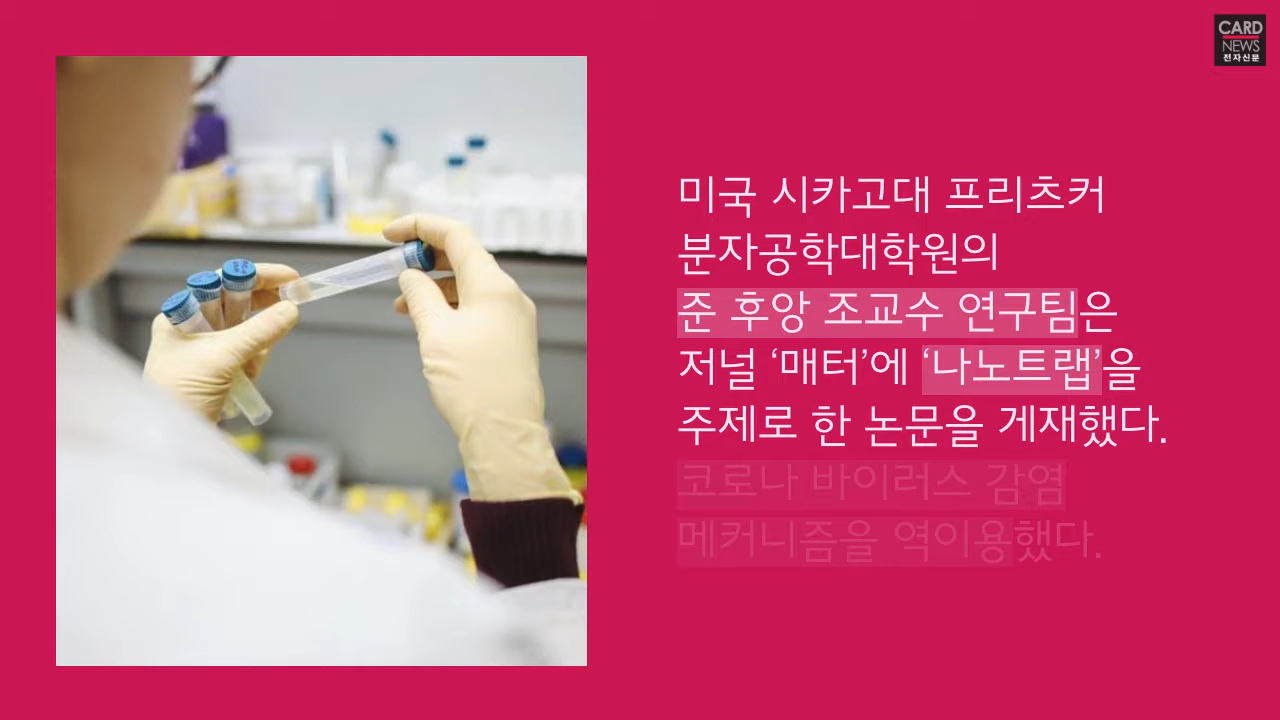 CARD
NEWS
전자신문
미국 시카고대 프리츠커
분자공학대학원의
준 후앙 조교수 연구팀은
저널 ‘매터’에 ‘나노트랩’을
주제로 한 논문을 게재했다.
코로나 바이러스 감염
메커니즘을 역이용했다.